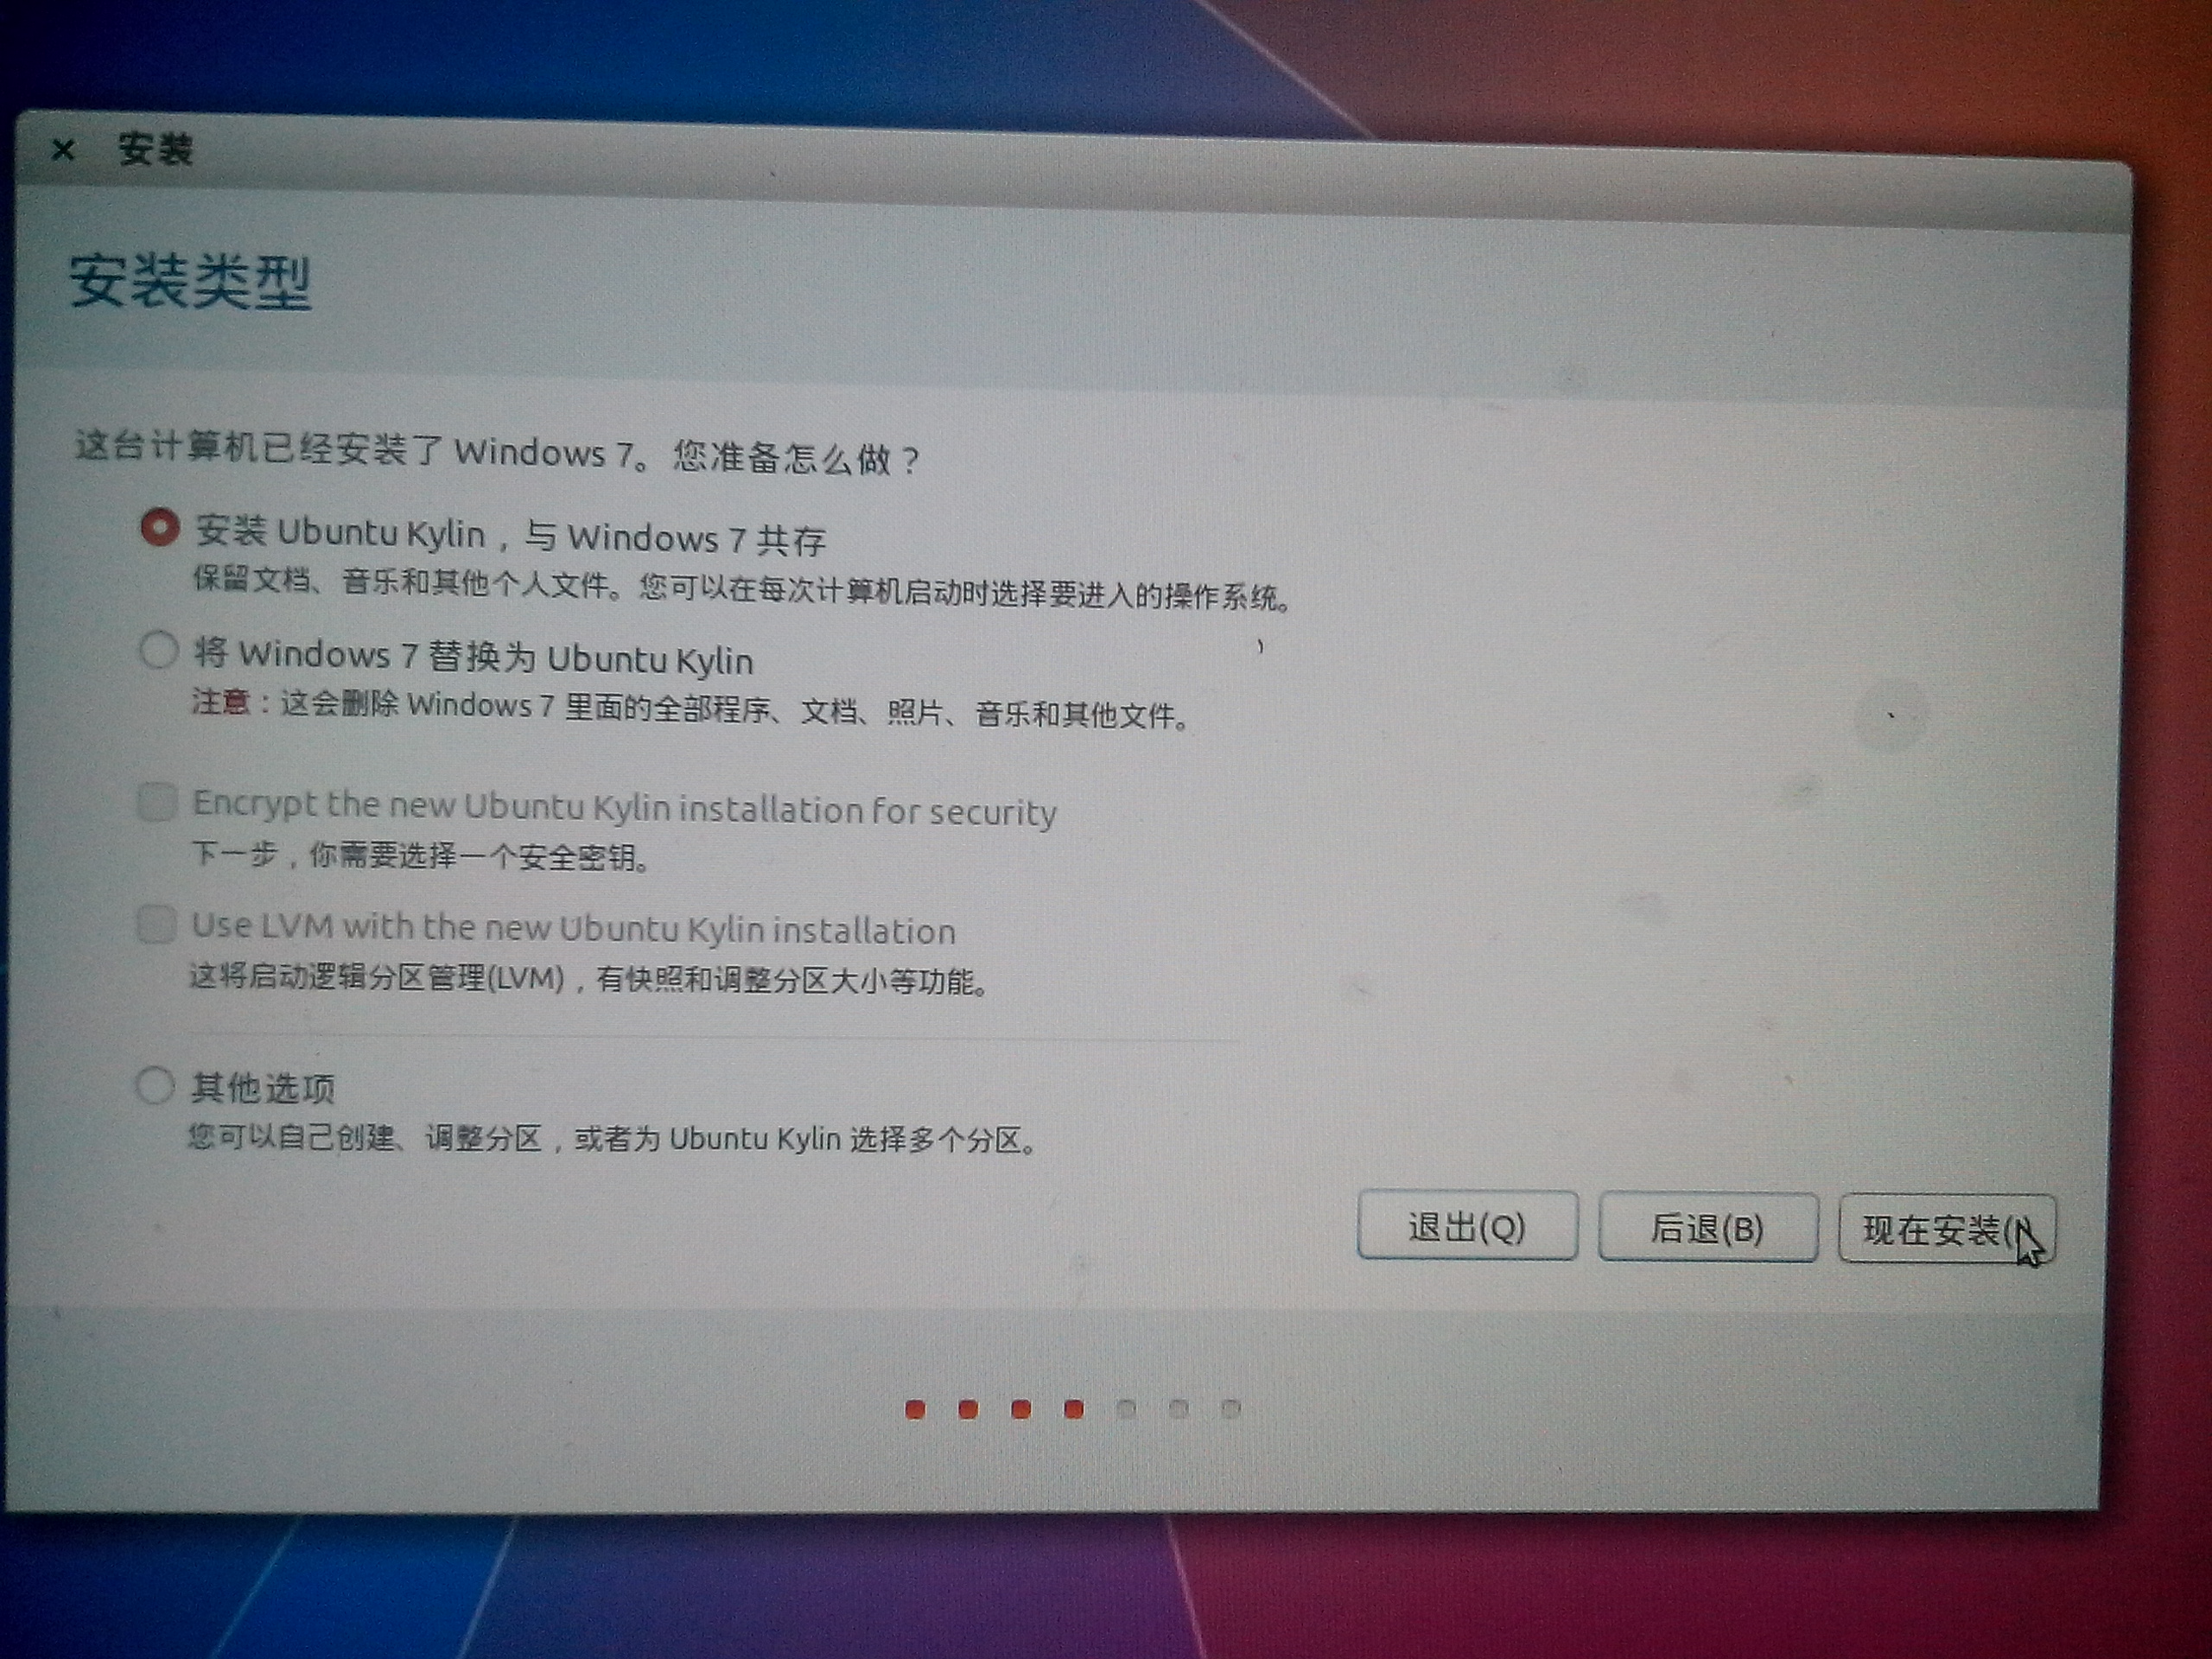 × 安装
安装类型
这台计算机已经安装了 Windows 7。您准备怎么做？
安装 Ubuntu Kylin，与 Windows 7 共存
保留文档、音乐和其他个人文件。您可以在每次计算机启动时选择要进入的操作系统。
将 Windows 7 替换为 Ubuntu Kylin
注意：这会删除 Windows 7 里面的全部程序、文档、照片、音乐和其他文件。
Encrypt the new Ubuntu Kylin installation for security
下一步，你需要选择一个安全密钥。
Use LVM with the new Ubuntu Kylin installation
这将启动逻辑分区管理(LVM)，有快照和调整分区大小等功能。
其他选项
您可以自己创建、调整分区，或者为 Ubuntu Kylin 选择多个分区。
退出(Q) 后退(B) 现在安装(